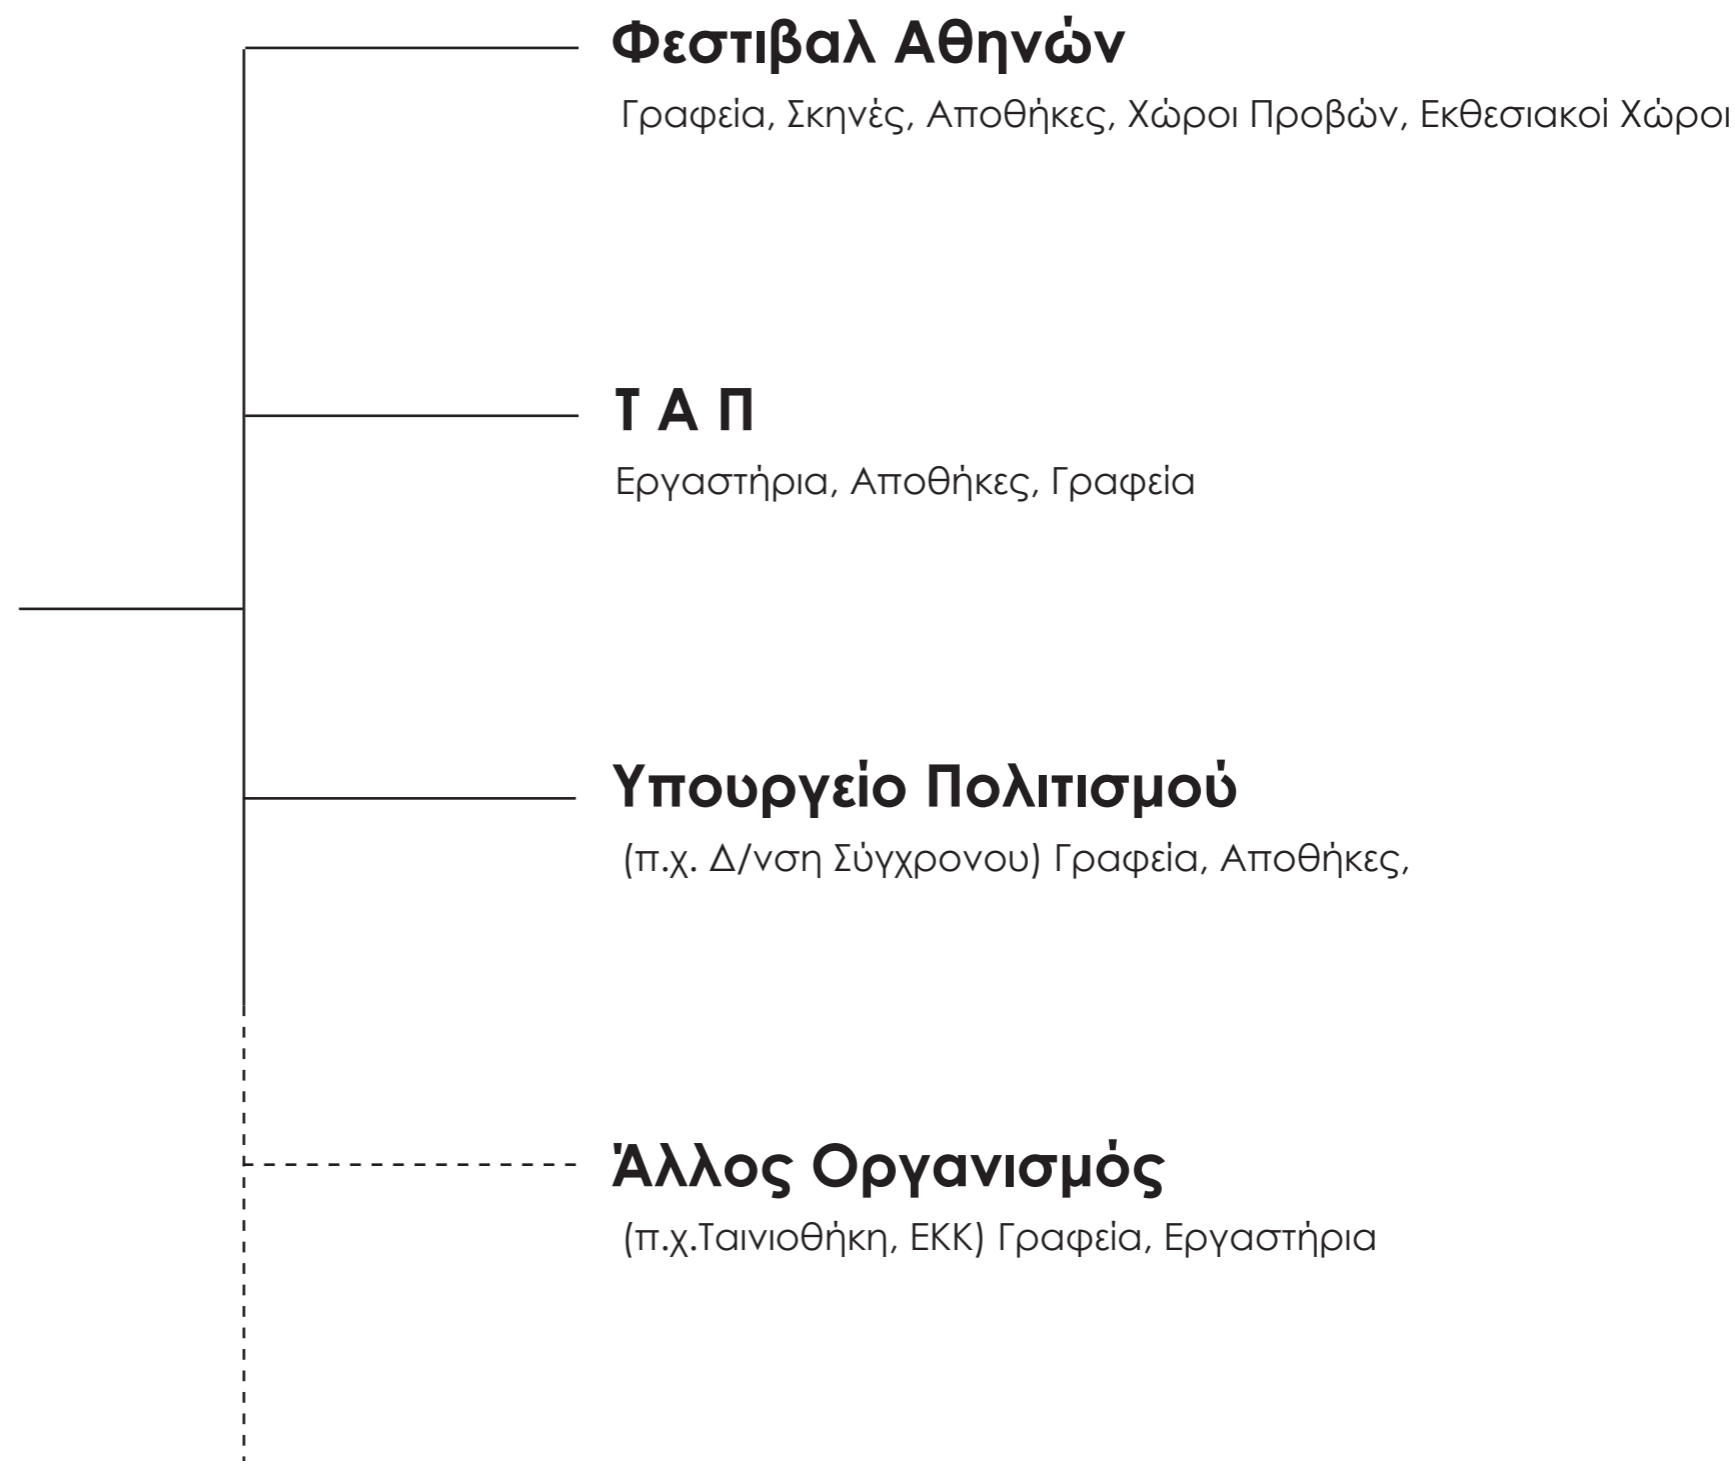 Φεστιβαλ Αθηνών
Γραφεία, Σκηνές, Αποθήκες, Χώροι Προβών, Εκθεσιακοί Χώροι
Τ Α Π
Εργαστήρια, Αποθήκες, Γραφεία
Υπουργείο Πολιτισμού
(π.χ. Δ/νση Σύγχρονου) Γραφεία, Αποθήκες,
Άλλος Οργανισμός
(π.χ.Ταινιοθήκη, ΕΚΚ) Γραφεία, Εργαστήρια